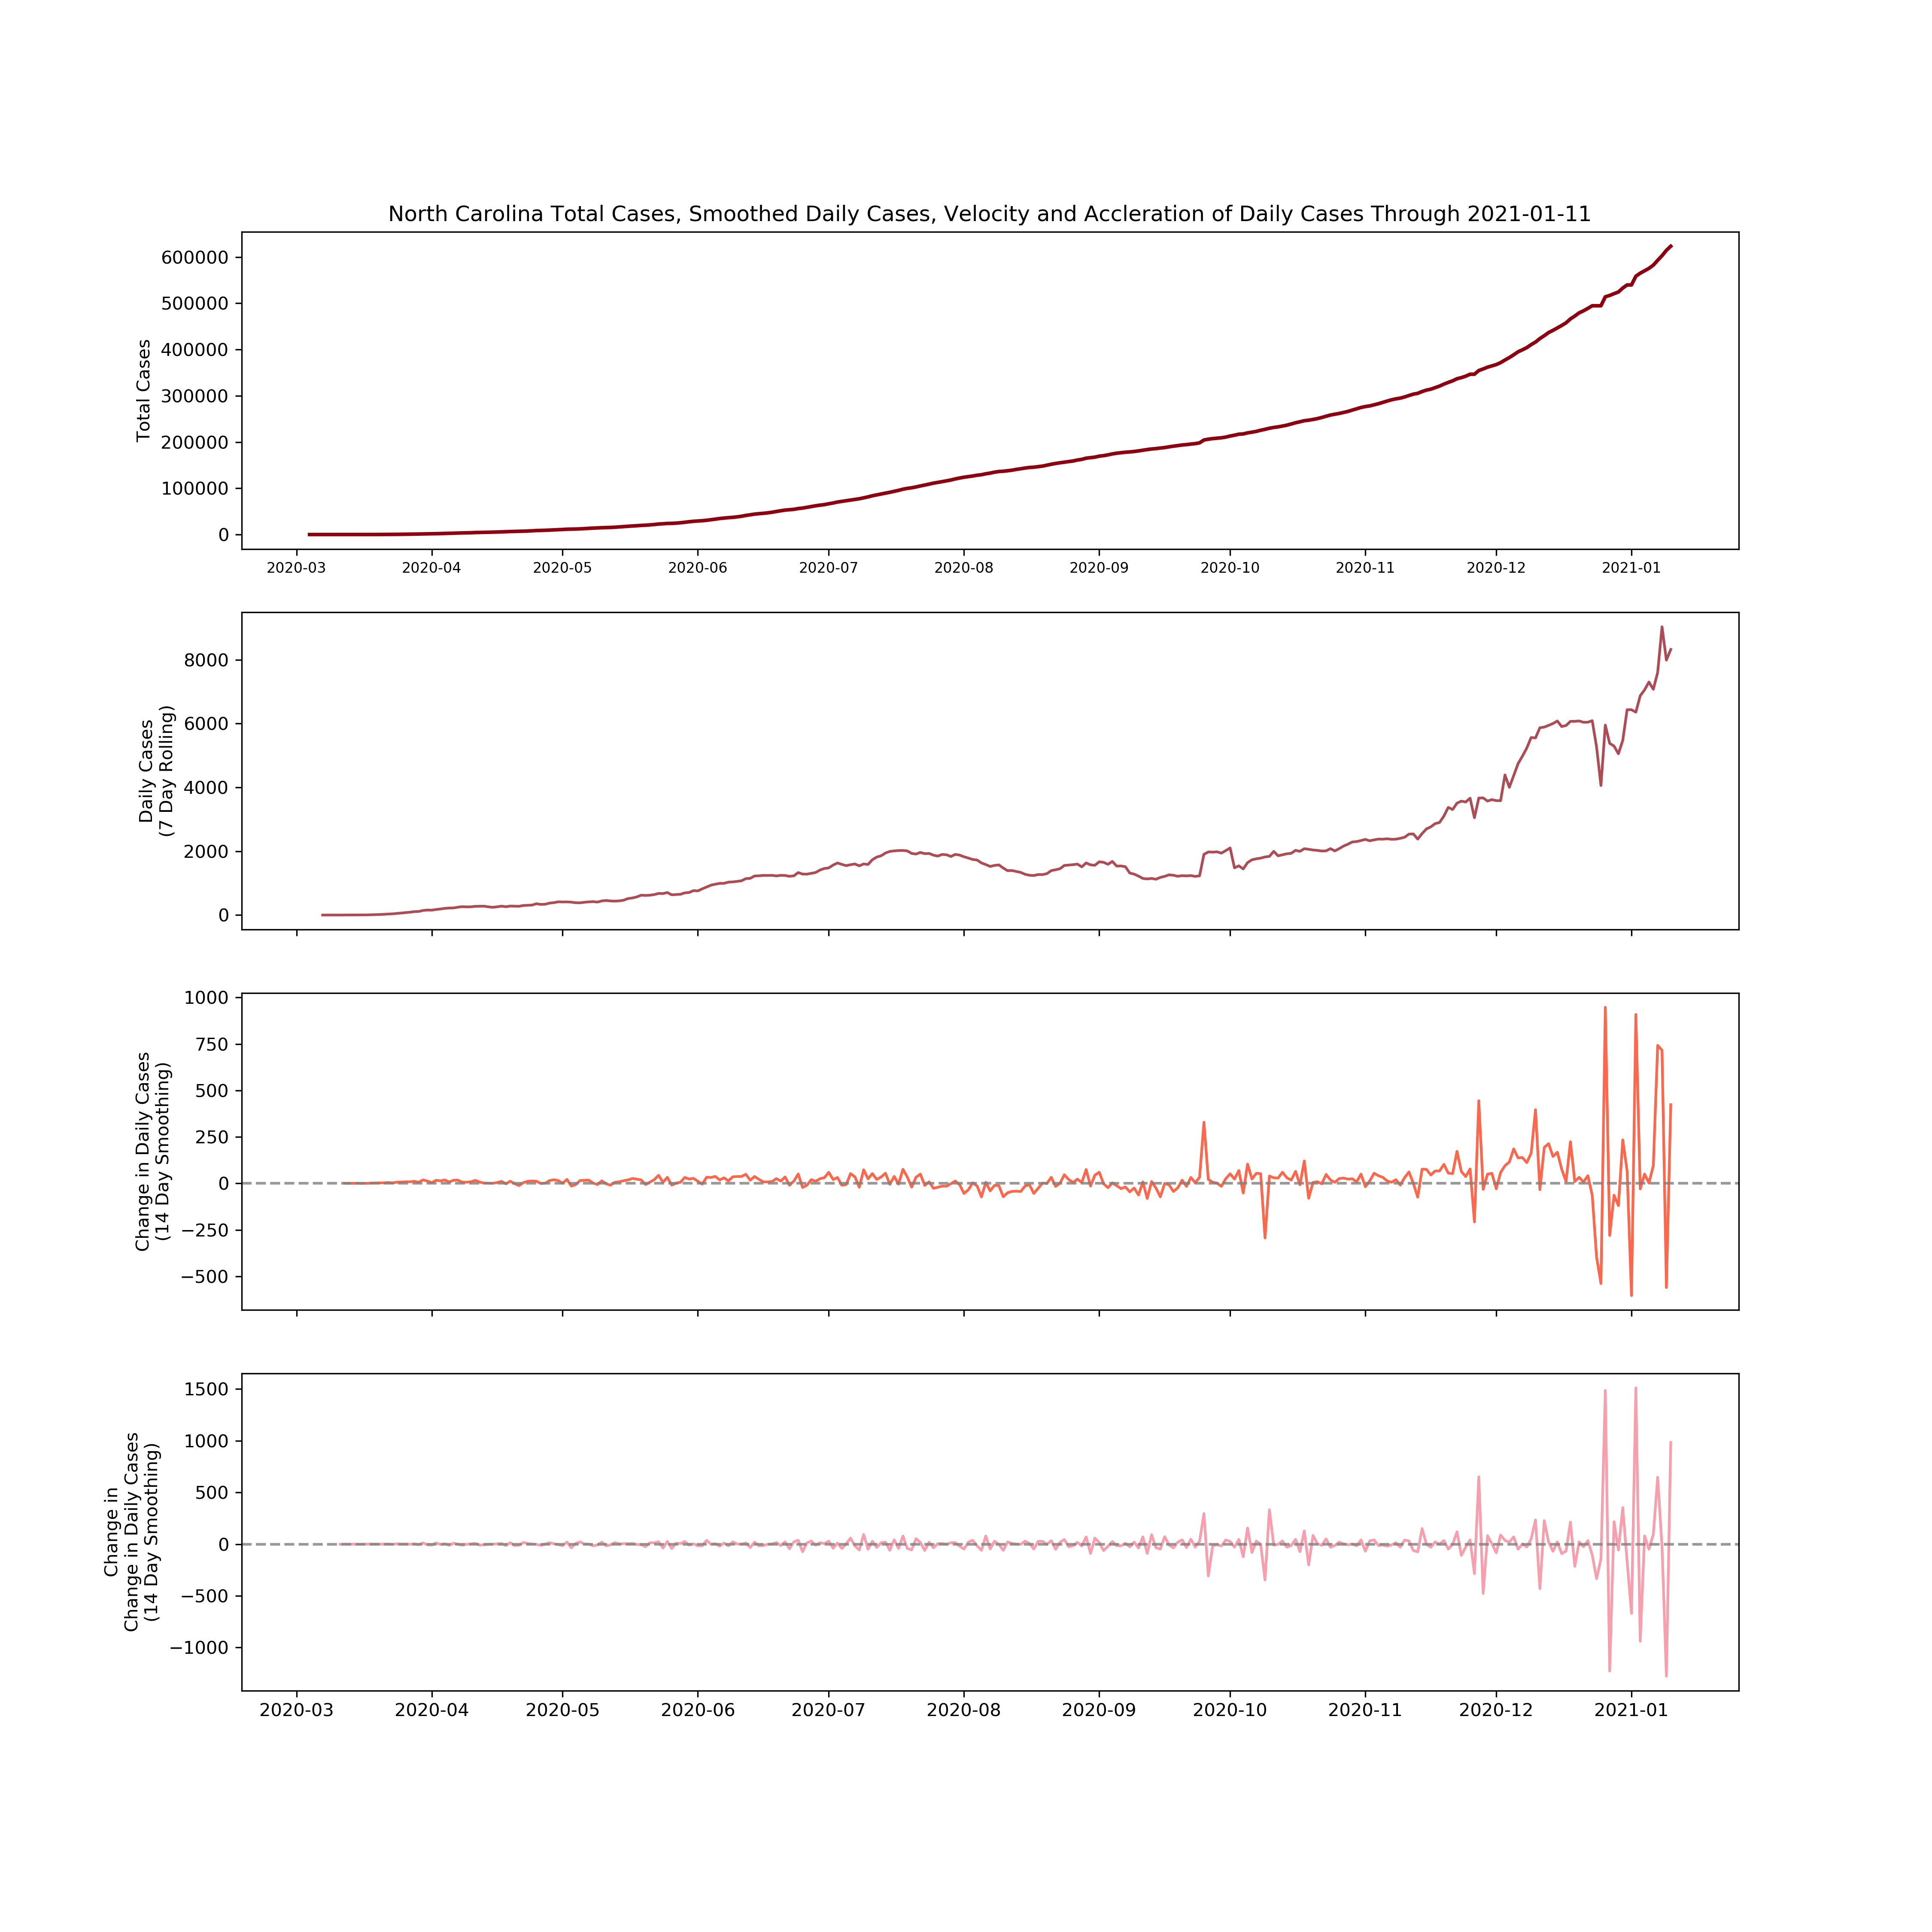 North Carolina Total Cases, Smoothed Daily Cases, Velocity and Accleration of Daily Cases Through 2021-01-11
Total Cases
600000
500000
400000
300000
200000
100000
0
2020-03 2020-04 2020-05 2020-06 2020-07 2020-08 2020-09 2020-10 2020-11 2020-12 2021-01
Daily Cases
(7 Day Rolling)
8000
6000
4000
2000
0
Change in Daily Cases
(14 Day Smoothing)
1000
750
500
250
0
−250
−500
Change in
Change in Daily Cases
(14 Day Smoothing)
1500
1000
500
0
−500
−1000
2020-03 2020-04 2020-05 2020-06 2020-07 2020-08 2020-09 2020-10 2020-11 2020-12 2021-01